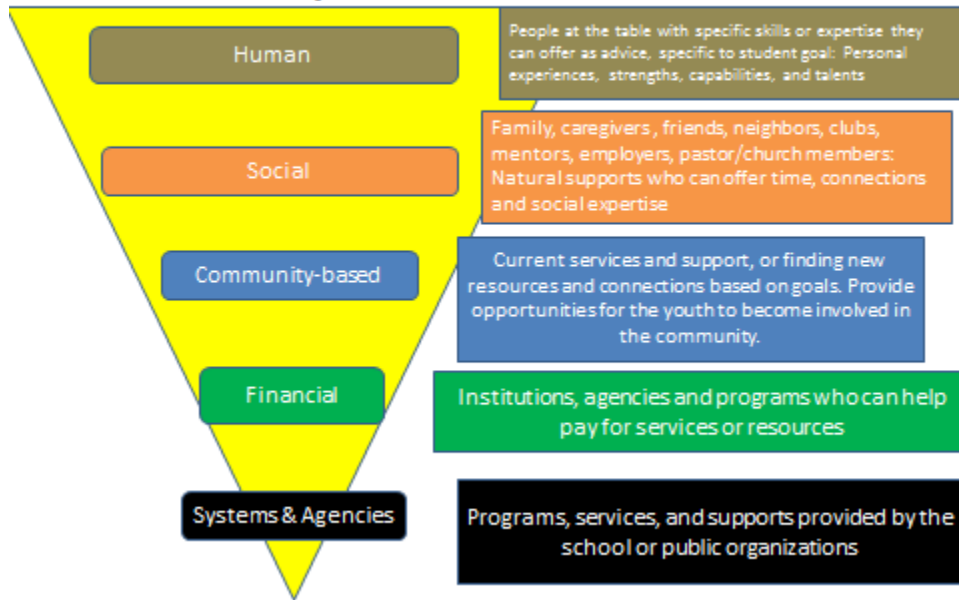 Human
People at the table with specific skills or expertise they
can offer as advice, specific to student goal: Personal
experiences, strengths, capabilities, and talents
Social
Family, caregivers , friends, neighbors, clubs,
mentors, employers, pastor/church members:
Natural supports who can offer time, connections
and social expertise
Community-based
Current services and support, or finding new
resources and connections based on goals. Provide
opportunities for the youth to become involved in
the community.
Financial
Institutions, agencies and programs who can help
pay for services or resources
Systems & Agencies
Programs, services, and supports provided by the
school or public organizations